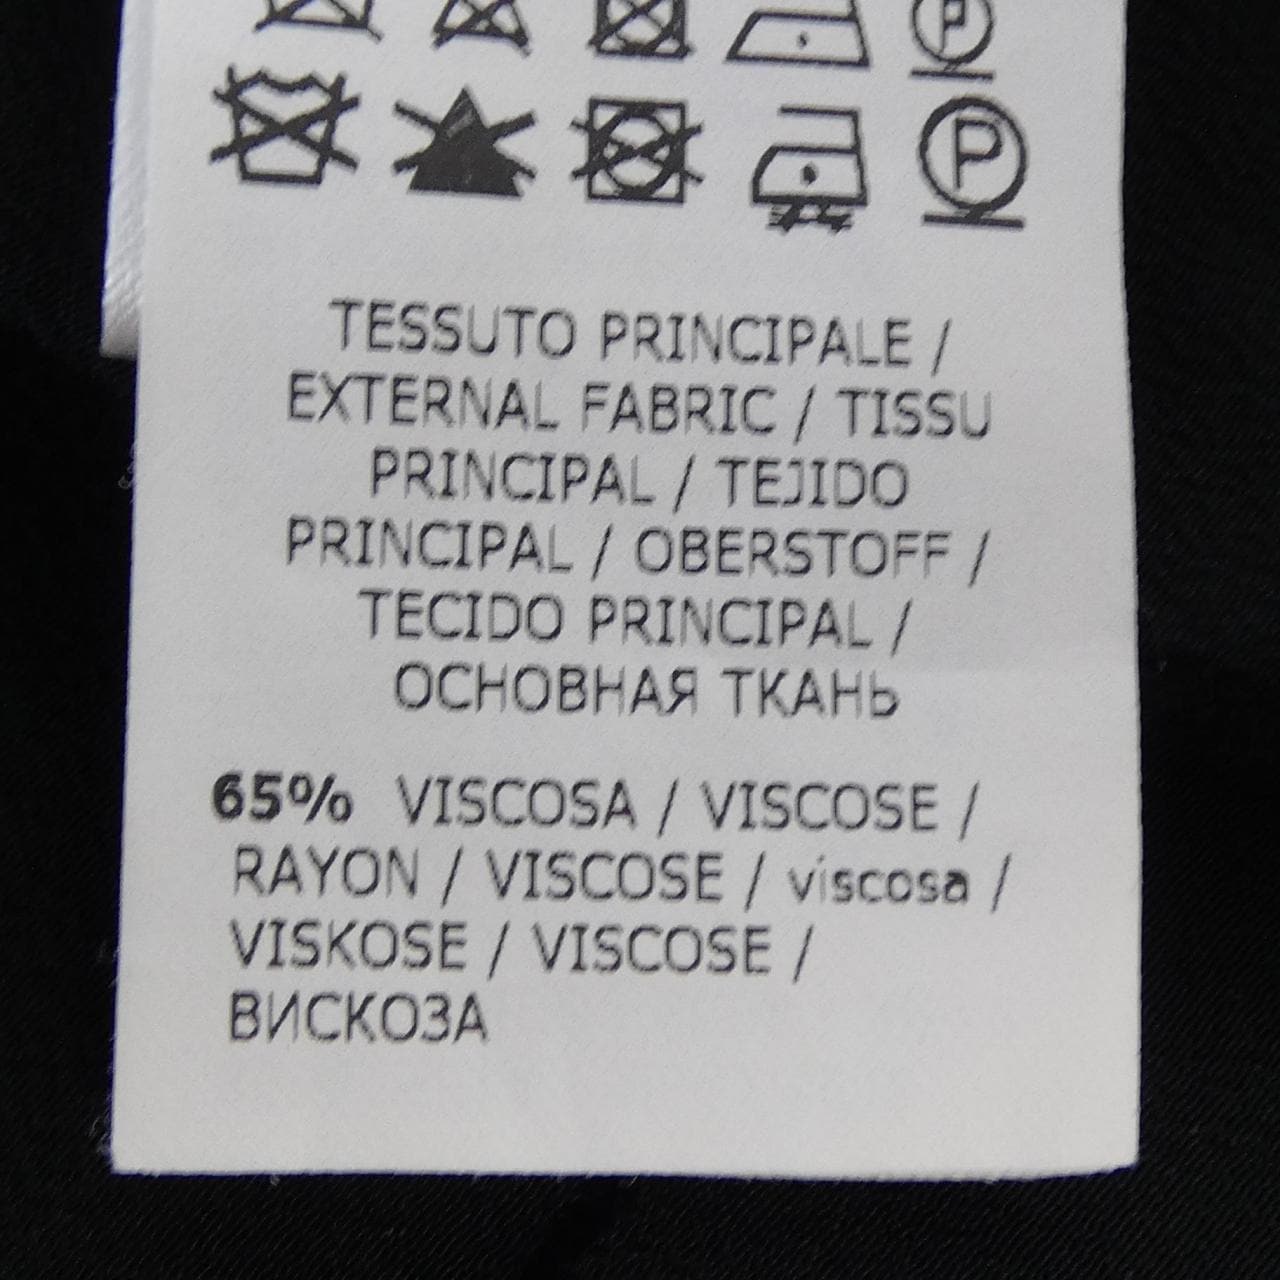 P
P
TESSUTO PRINCIPALE /
EXTERNAL FABRIC / TISSU
PRINCIPAL / TEJIDO
PRINCIPAL / OBERSTOFF /
TECIDO PRINCIPAL /
ОСНОВНАЯ ТКАНЬ
65% VISCOSA / VISCOSE /
RAYON / VISCOSE / viscosa /
VISKOSE / VISCOSE /
ВИСКОЗА